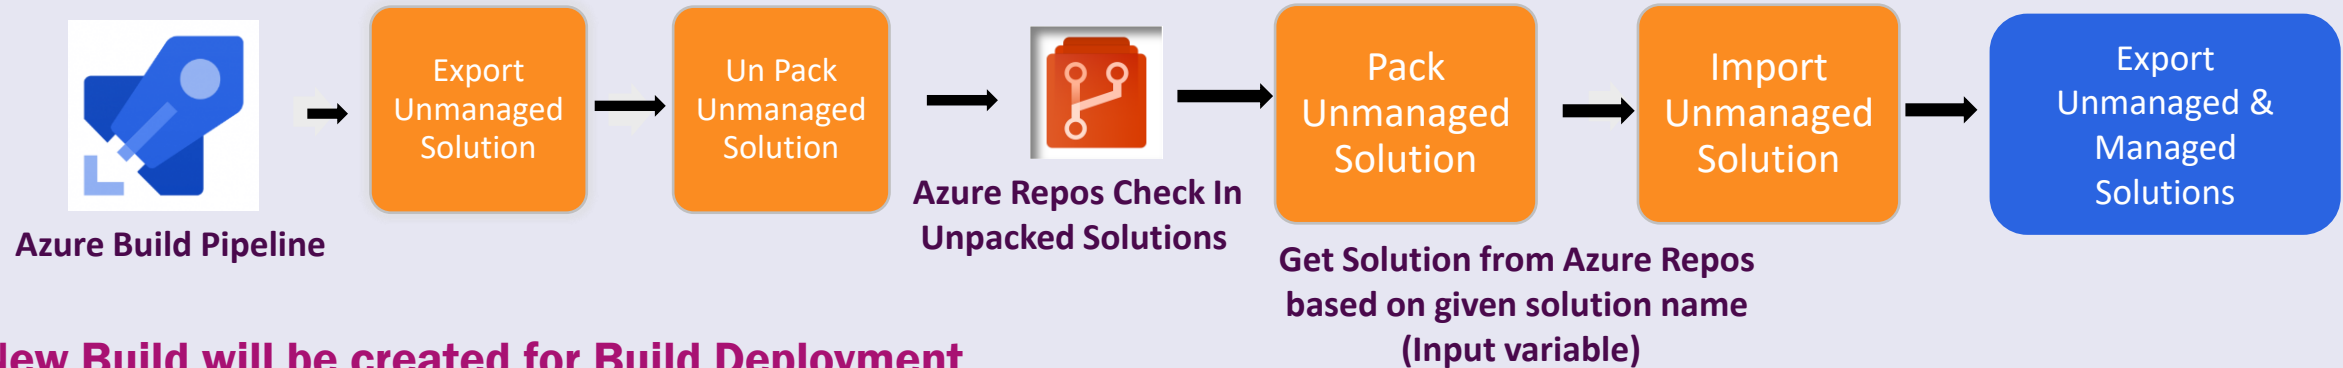 Export
Unmanaged
Solution
Un Pack
Unmanaged
Solution
Pack
Unmanaged
Solution
Import
Unmanaged
Solution
Export
Unmanaged &
Managed
Solutions
Azure Build Pipeline
Azure Repos Check In
Unpacked Solutions
Get Solution from Azure Repos
based on given solution name
(Input variable)
New Build will be created for Build Deployment